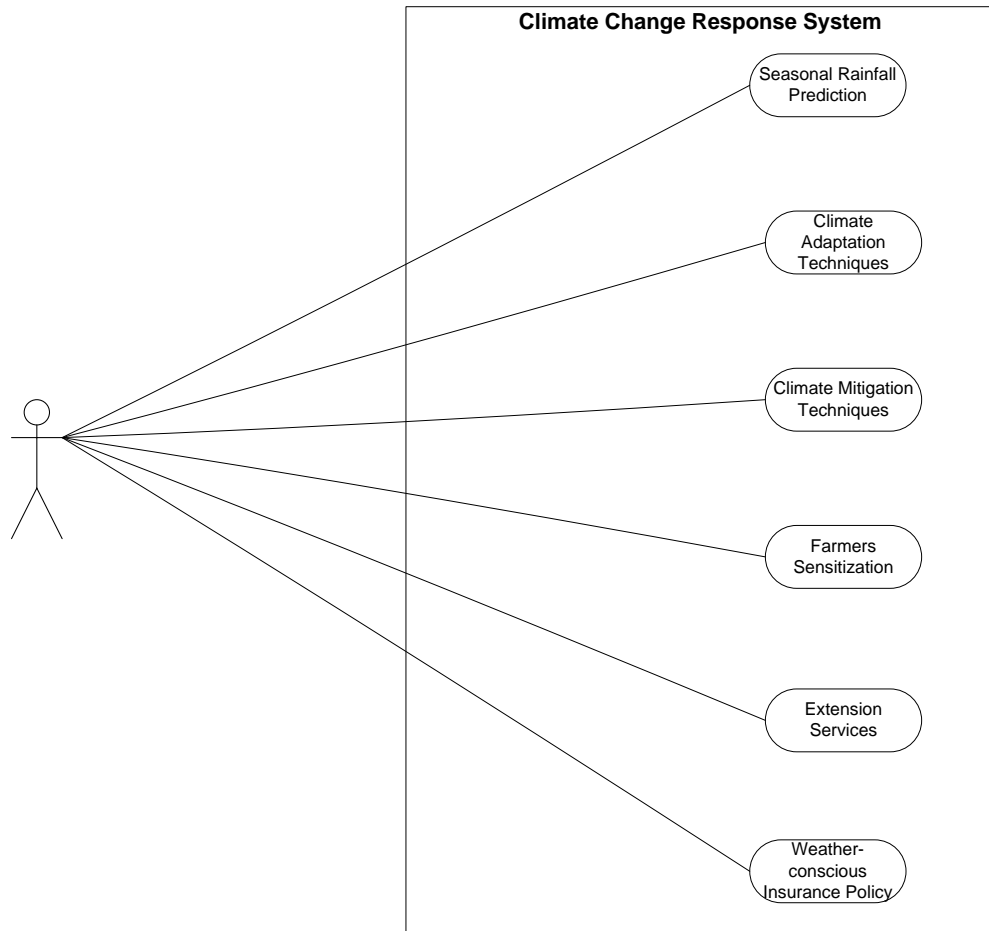 Climate Change Response System
Seasonal Rainfall
Prediction
Climate
Adaptation
Techniques
Climate Mitigation
Techniques
Farmers
Sensitization
Extension
Services
Weather-
conscious
Insurance Policy